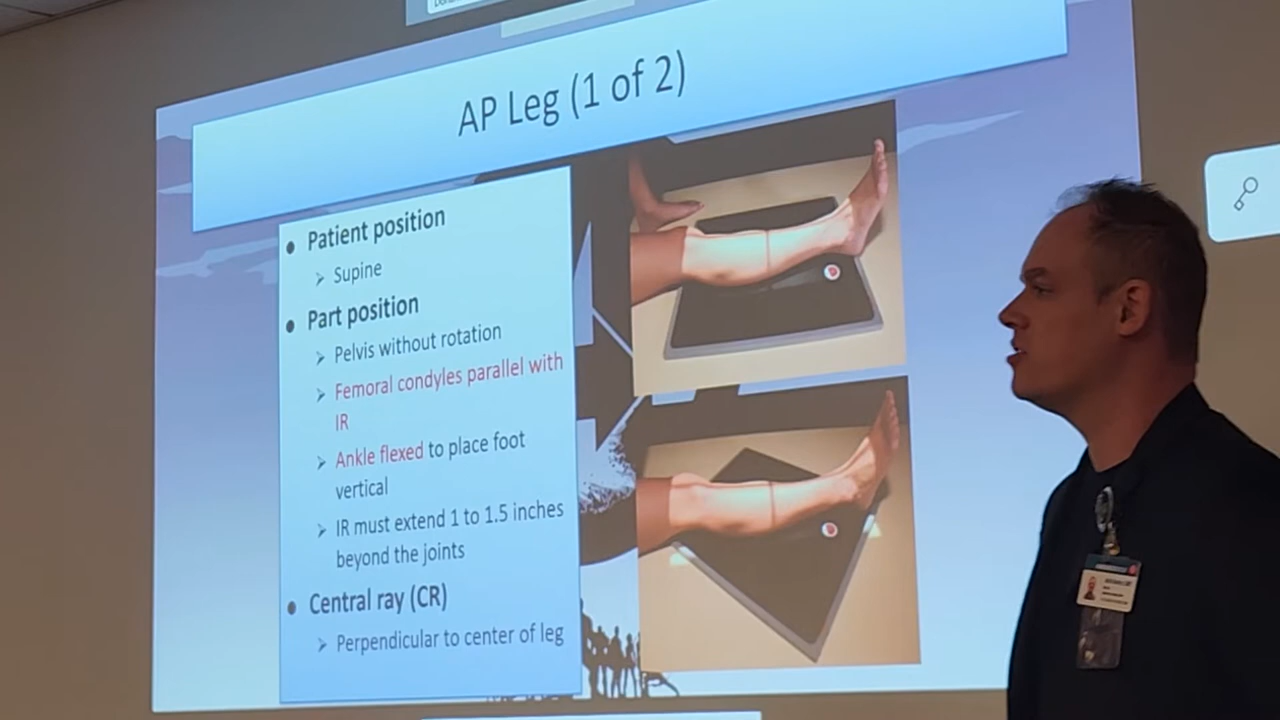 AP Leg (1 of 2)
Patient position
Supine
Part position
Pelvis without rotation
Femoral condyles parallel with
IR
Ankle flexed to place foot
vertical
IR must extend 1 to 1.5 inches
beyond the joints
Central ray (CR)
Perpendicular to center of leg